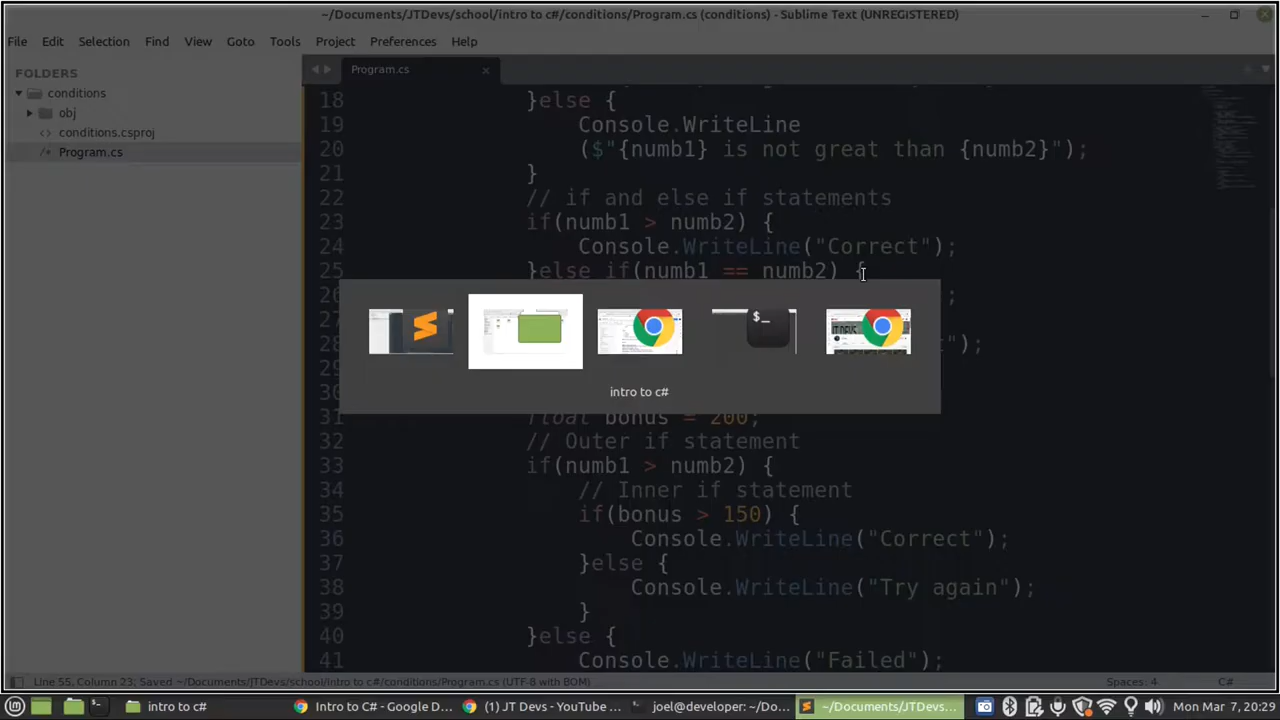 ~/Documents/JTDevs/school/intro to c#/conditions/Program.cs (conditions) - Sublime Text (UNREGISTERED)
File Edit Selection Find View Goto Tools Project Preferences Help
FOLDERS
conditions
obj
<> conditions.csproj
/* Program.cs
Program.cs
18 }else {
19 Console.WriteLine
20 ($"{numb1} is not great than {numb2}");
21 }
22 // if and else if statements
23 if(numb1 > numb2) {
24 Console.WriteLine("Correct");
25 }else if(numb1 == numb2) {
$_
intro to c#
31 float bonus = 200;
32 // Outer if statement
33 if(numb1 > numb2) {
34 // Inner if statement
35 if(bonus > 150) {
36 Console.WriteLine("Correct");
37 }else {
38 Console.WriteLine("Try again");
39 }
40 }else {
41 Console.WriteLine("Failed");
Line 55, Column 23; Saved ~/Documents/JTDevs/school/intro to c#/conditions/Program.cs (UTF-8 with BOM)
Spaces: 4
C#
intro to c#
Intro to C# - Google D...
(1) JT Devs - YouTube ...
joel@developer: ~/Do...
~/Documents/JTDevs...
Mon Mar 7, 20:29